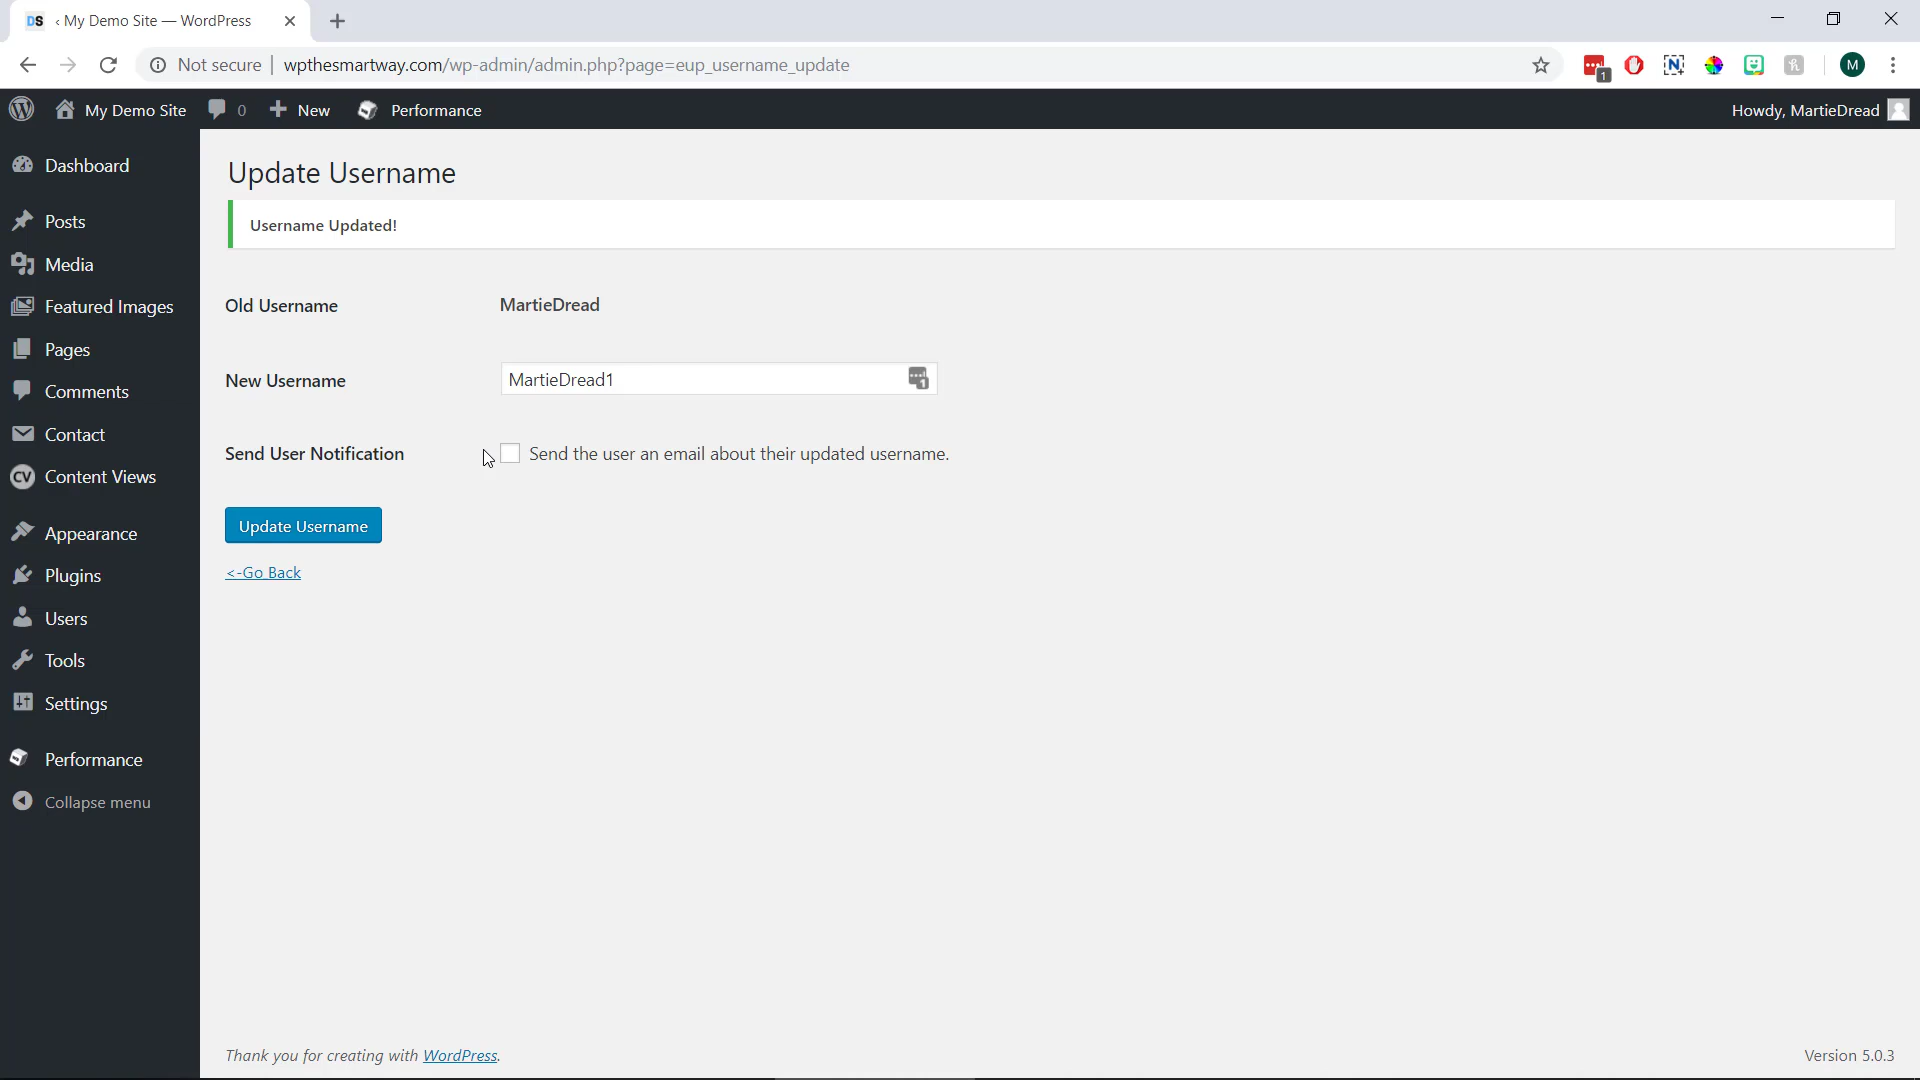 DS ‹ My Demo Site — WordPress
Not secure | wpthesmartway.com/wp-admin/admin.php?page=eup_username_update
1
M
My Demo Site 0 New Performance
Howdy, MartieDread
Dashboard
Posts
Media
Featured Images
Pages
Comments
Contact
CV Content Views
Appearance
Plugins
Users
Tools
Settings
Performance
Collapse menu
Update Username
Username Updated!
Old Username MartieDread
New Username MartieDread1
1
Send User Notification Send the user an email about their updated username.
Update Username
<-Go Back
Thank you for creating with WordPress.
Version 5.0.3